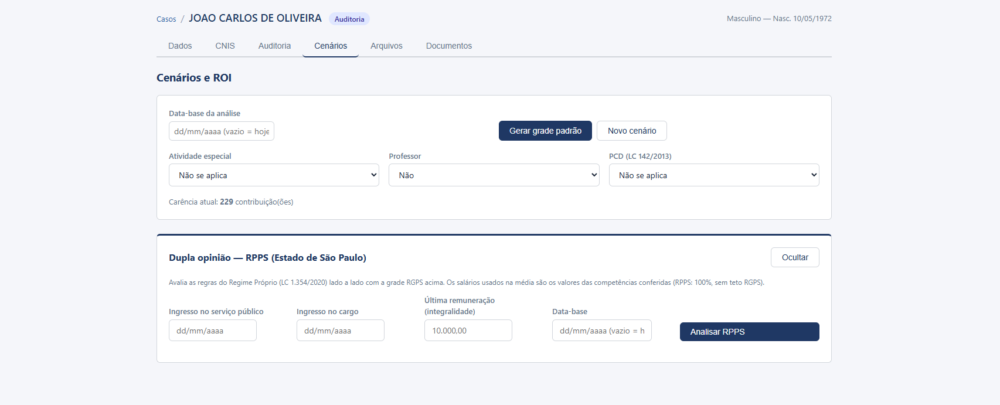 Casos / JOAO CARLOS DE OLIVEIRA Auditoria Masculino — Nasc. 10/05/1972
Dados CNIS Auditoria Cenários Arquivos Documentos
Cenários e ROI
Data-base da análise
dd/mm/aaaa (vazio = hoje Gerar grade padrão Novo cenário
Atividade especial Professor PCD (LC 142/2013)
Não se aplica Não Não se aplica
Carência atual: 229 contribuição(ões)
Dupla opinião — RPPS (Estado de São Paulo) Ocultar
Avalia as regras do Regime Próprio (LC 1.354/2020) lado a lado com a grade RGPS acima. Os salários usados na média são os valores das competências conferidas (RPPS: 100%, sem teto RGPS).
Última remuneração
Ingresso no serviço público Ingresso no cargo (integralidade) Data-base
dd/mm/aaaa dd/mm/aaaa 10.000,00 dd/mm/aaaa (vazio = h Analisar RPPS